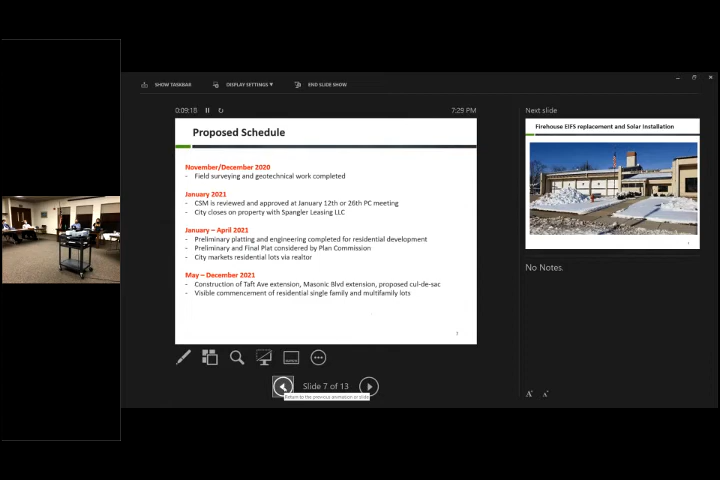 SHOW TASKBAR
DISPLAY SETTINGS ▼
END SLIDE SHOW
0:09:18
7:29 PM
Proposed Schedule
November/December 2020
- Field surveying and geotechnical work completed
January 2021
- CSM is reviewed and approved at January 12th or 26th PC meeting
- City closes on property with Spangler Leasing LLC
January – April 2021
- Preliminary platting and engineering completed for residential development
- Preliminary and Final Plat considered by Plan Commission
- City markets residential lots via realtor
May – December 2021
- Construction of Taft Ave extension, Masonic Blvd extension, proposed cul-de-sac
- Visible commencement of residential single family and multifamily lots
Slide 7 of 13
Return to the previous animation or slide
Next slide
Firehouse EIFS replacement and Solar Installation
No Notes.
A
A